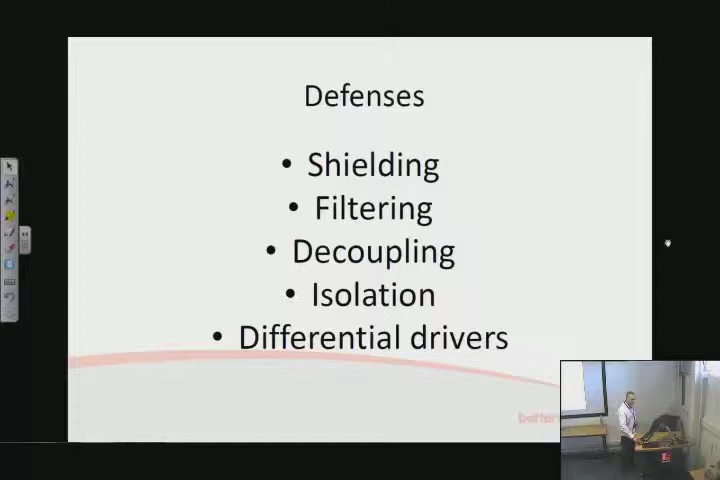 Defenses
• Shielding
• Filtering
• Decoupling
• Isolation
• Differential drivers